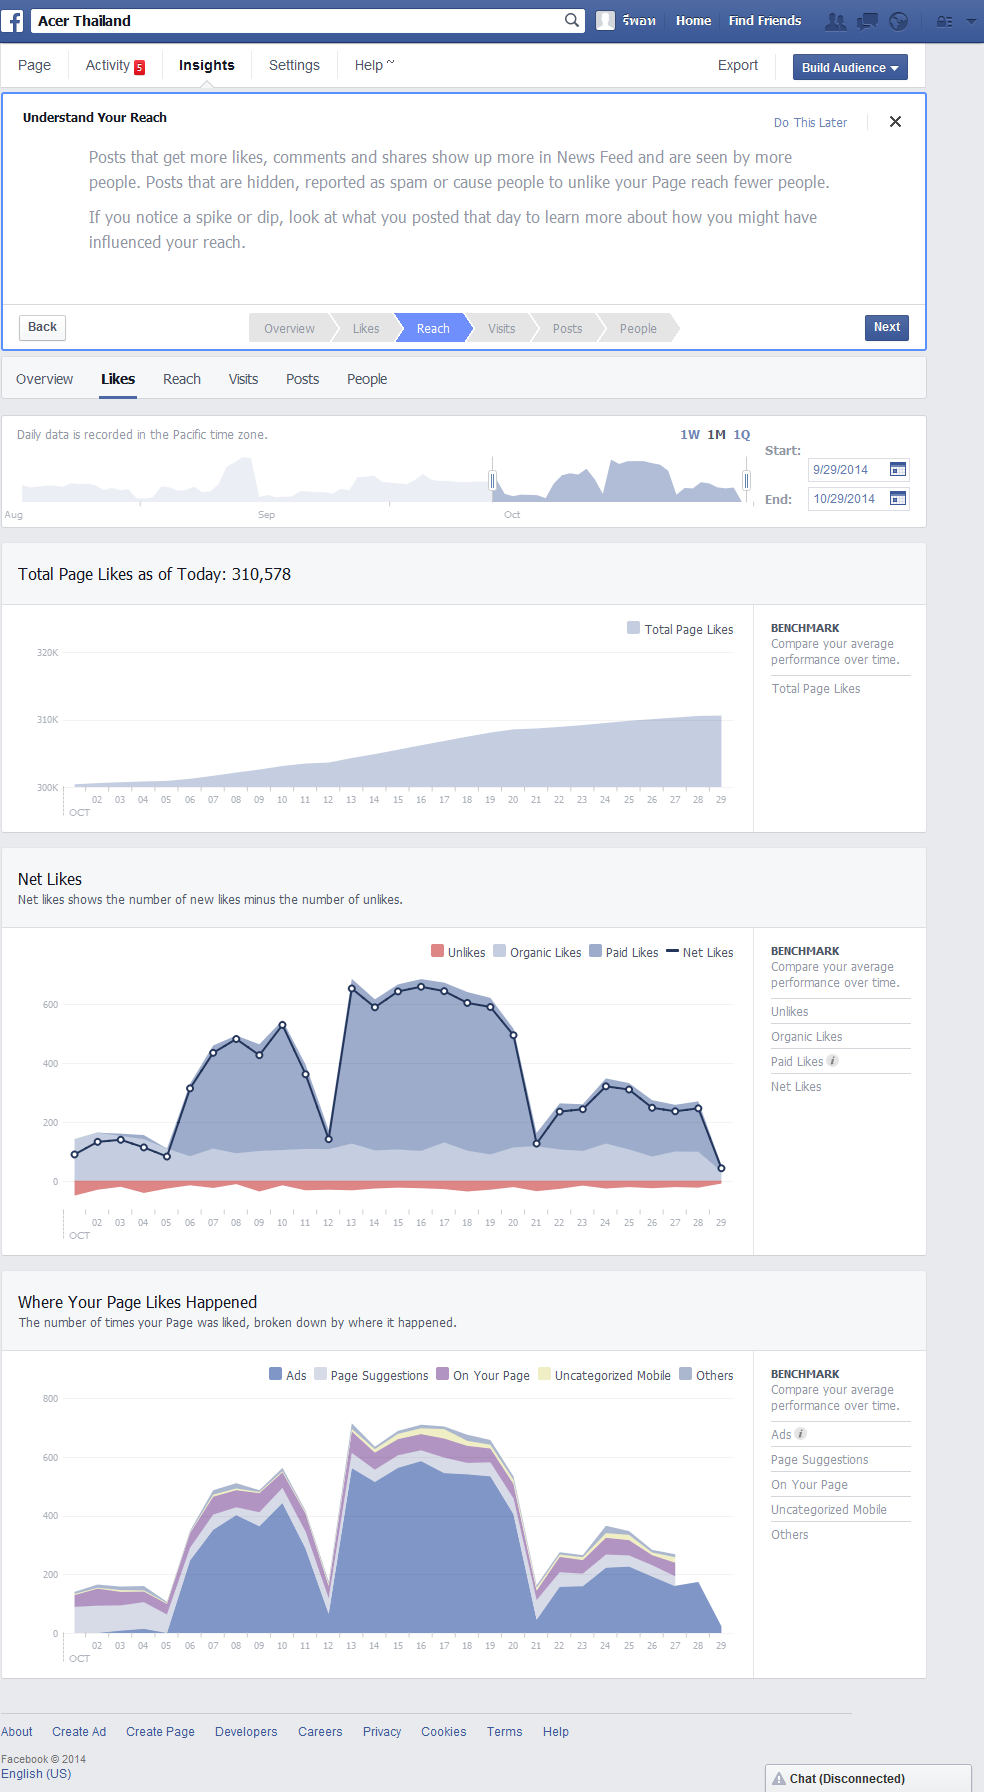 f Acer Thailand รีพอท Home Find Friends
Page Activity 5 Insights Settings Help Export Build Audience
Understand Your Reach Do This Later
Posts that get more likes, comments and shares show up more in News Feed and are seen by more
people. Posts that are hidden, reported as spam or cause people to unlike your Page reach fewer people.
If you notice a spike or dip, look at what you posted that day to learn more about how you might have
influenced your reach.
Back Overview Likes Reach Visits Posts People Next
Overview Likes Reach Visits Posts People
Daily data is recorded in the Pacific time zone. 1W 1M 1Q
Start:
9/29/2014
End: 10/29/2014
Aug Sep Oct
Total Page Likes as of Today: 310,578
Total Page Likes
BENCHMARK
Compare your average
performance over time.
Total Page Likes
320K
310K
300K
02 03 04 05 06 07 08 09 10 11 12 13 14 15 16 17 18 19 20 21 22 23 24 25 26 27 28 29
OCT
Net Likes
Net likes shows the number of new likes minus the number of unlikes.
Unlikes Organic Likes Paid Likes Net Likes
BENCHMARK
Compare your average
performance over time.
Unlikes
Organic Likes
Paid Likes i
Net Likes
600
400
200
0
02 03 04 05 06 07 08 09 10 11 12 13 14 15 16 17 18 19 20 21 22 23 24 25 26 27 28 29
OCT
Where Your Page Likes Happened
The number of times your Page was liked, broken down by where it happened.
Ads Page Suggestions On Your Page Uncategorized Mobile Others
BENCHMARK
Compare your average
performance over time.
Ads i
Page Suggestions
On Your Page
Uncategorized Mobile
Others
800
600
400
200
0
02 03 04 05 06 07 08 09 10 11 12 13 14 15 16 17 18 19 20 21 22 23 24 25 26 27 28 29
OCT
About Create Ad Create Page Developers Careers Privacy Cookies Terms Help
Facebook © 2014
English (US)
Chat (Disconnected)